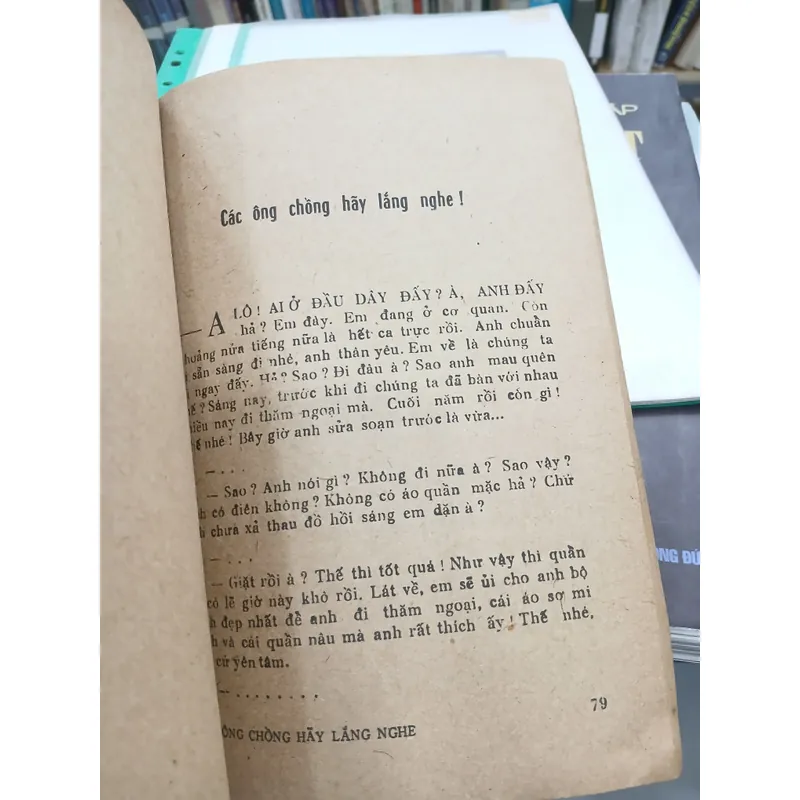 Các ông chồng hãy lắng nghe !
— A LÔ ! AI Ở ĐẦU DÂY ĐẤY ? À, ANH ĐẤY
hả ? Em đây. Em đang ở cơ quan. Còn
hoảng nửa tiếng nữa là hết ca trực rồi. Anh chuẩn
sẵn sàng đi nhé, anh thân yêu. Em về là chúng ta
ngay đấy. Hả ? Sao ? Đi đâu à ? Sao anh mau quên
? Sáng nay, trước khi đi chúng ta đã bàn với nhau
iều nay đi thăm ngoại mà. Cuối năm rồi còn gì !
hế nhé ! Bây giờ anh sửa soạn trước là vừa...
— . . .
— Sao ? Anh nói gì ? Không đi nữa à ? Sao vậy ?
h có điên không ? Không có áo quần mặc hả ? Chứ
h chưa xả thau đồ hồi sáng em dặn à ?
— . . .
— Giặt rồi à ? Thế thì tốt quá ! Như vậy thì quần
có lẽ giờ này khô rồi. Lát về, em sẽ ủi cho anh bộ
h đẹp nhất để anh đi thăm ngoại, cái áo sơ mi
h và cái quần nâu mà anh rất thích ấy ! Thế nhé,
cứ yên tâm.
— . . . . . . . .
79
ÔNG CHỒNG HÃY LẮNG NGHE
ÁP
T
ONG ĐỨ